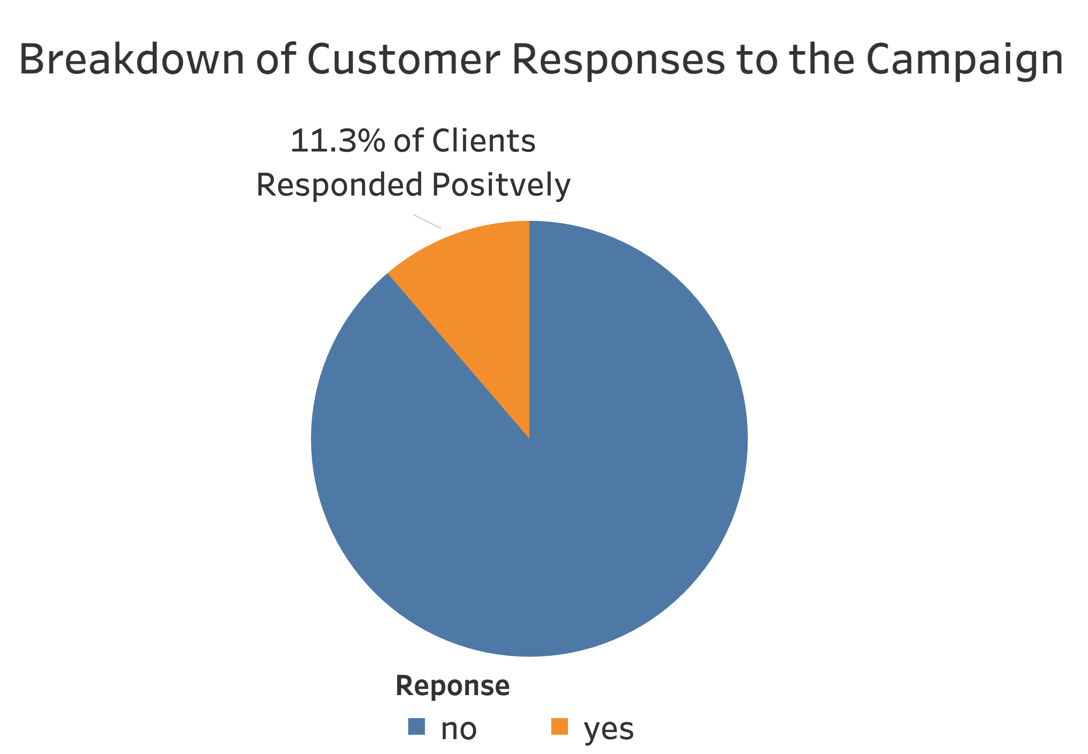 Breakdown of Customer Responses to the Campaign
11.3% of Clients
Responded Positvely
Reponse
no yes